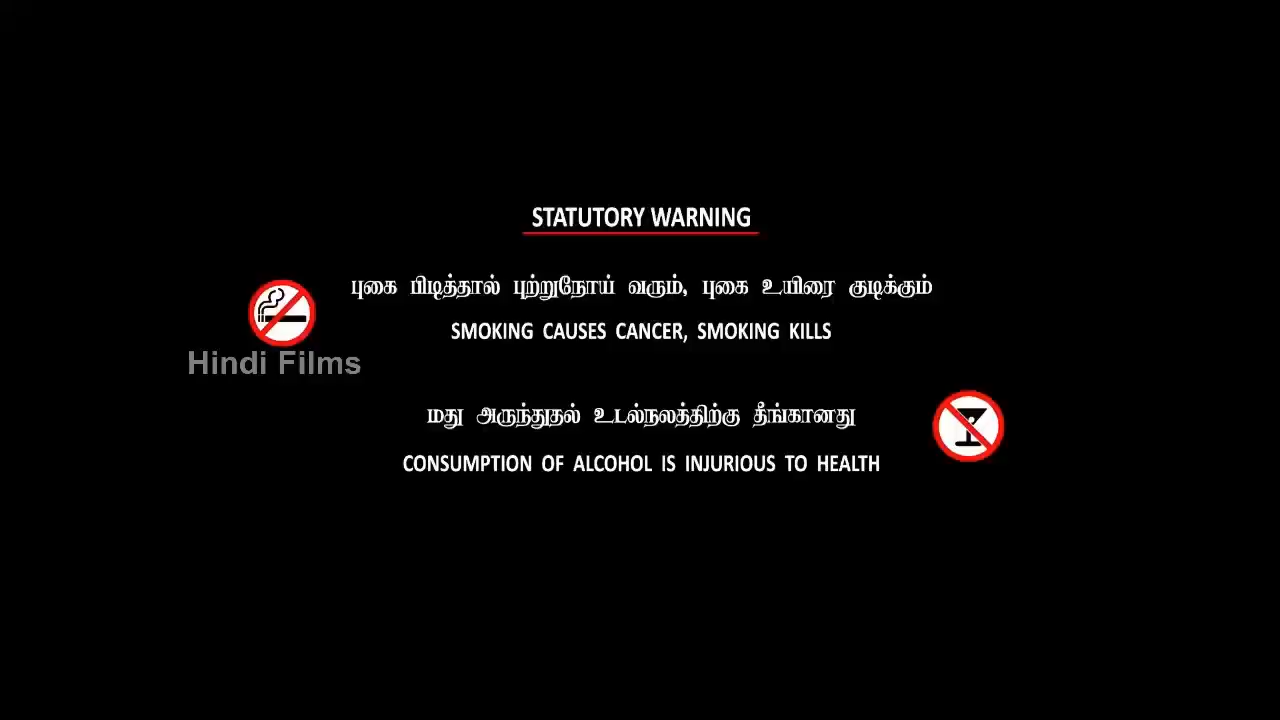 STATUTORY WARNING
புகை பிடித்தால் புற்றுநோய் வரும், புகை உயிரை குடிக்கும்
SMOKING CAUSES CANCER, SMOKING KILLS
Hindi Films
மது அருந்துதல் உடல்நலத்திற்கு தீங்கானது
CONSUMPTION OF ALCOHOL IS INJURIOUS TO HEALTH